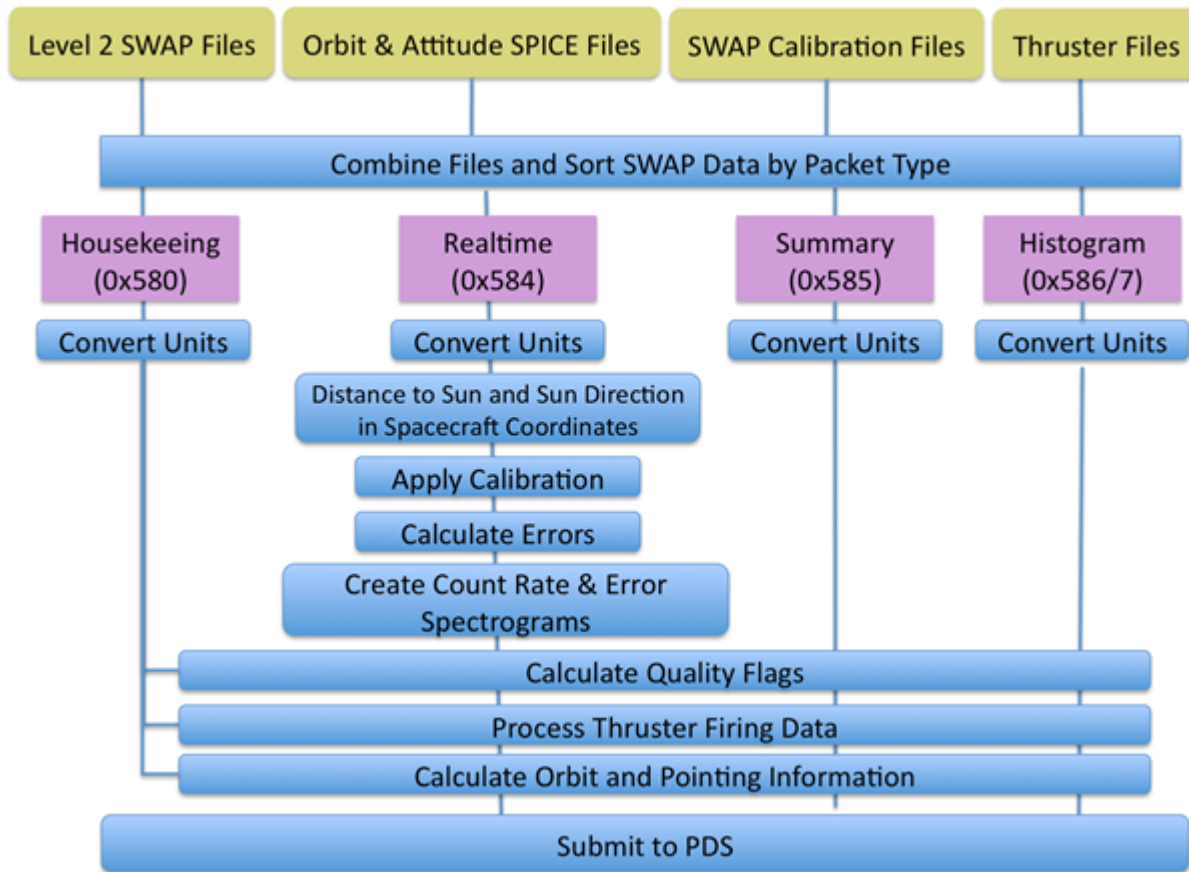 Level 2 SWAP Files
Orbit & Attitude SPICE Files
SWAP Calibration Files
Thruster Files
Combine Files and Sort SWAP Data by Packet Type
Housekeeing
(0x580)
Realtime
(0x584)
Summary
(0x585)
Histogram
(0x586/7)
Convert Units
Convert Units
Convert Units
Convert Units
Distance to Sun and Sun Direction
in Spacecraft Coordinates
Apply Calibration
Calculate Errors
Create Count Rate & Error
Spectrograms
Calculate Quality Flags
Process Thruster Firing Data
Calculate Orbit and Pointing Information
Submit to PDS